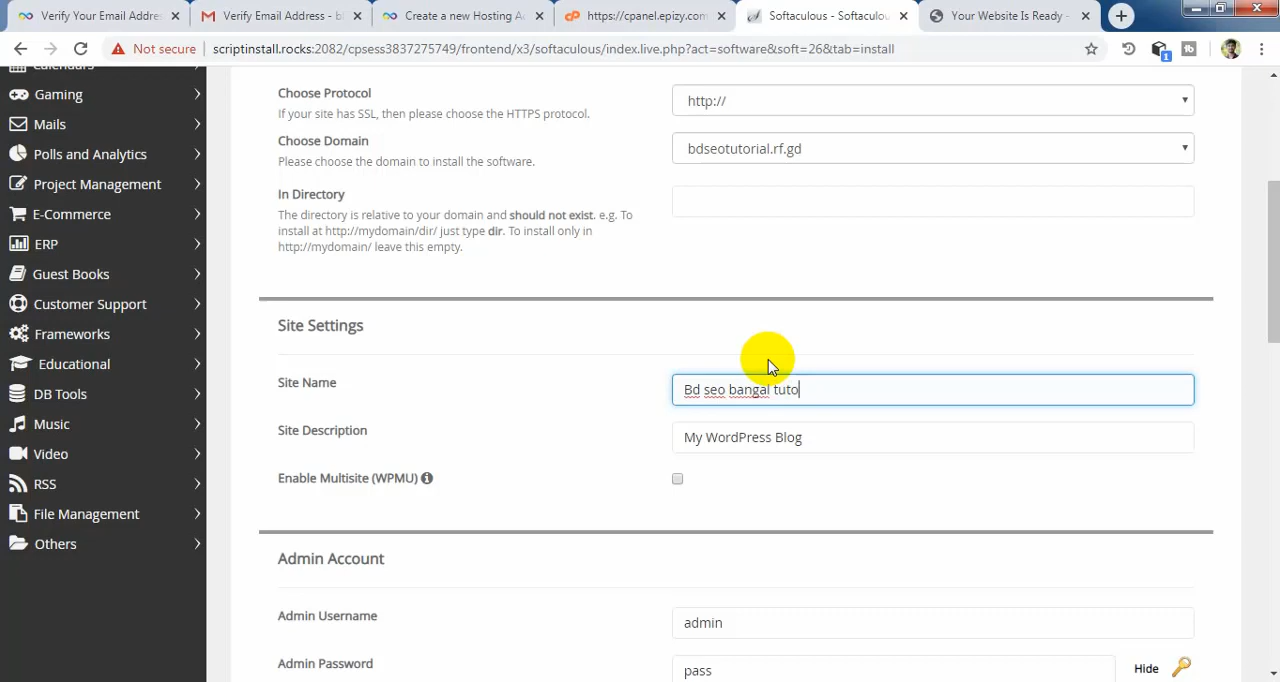 Verify Your Email Addre
Verify Email Address - b
Create a new Hosting A
https://cpanel.epizy.com
Softaculous - Softaculou
Your Website Is Ready -
Not secure
scriptinstall.rocks:2082/cpsess3837275749/frontend/x3/softaculous/index.live.php?act=software&soft=26&tab=install
1
Calendars
Gaming
Mails
Polls and Analytics
Project Management
E-Commerce
ERP
Guest Books
Customer Support
Frameworks
Educational
DB Tools
Music
Video
RSS
File Management
Others
Choose Protocol
If your site has SSL, then please choose the HTTPS protocol.
http://
Choose Domain
Please choose the domain to install the software.
bdseotutorial.rf.gd
In Directory
The directory is relative to your domain and should not exist. e.g. To
install at http://mydomain/dir/ just type dir. To install only in
http://mydomain/ leave this empty.
Site Settings
Site Name
Bd seo bangal tuto
Site Description
My WordPress Blog
Enable Multisite (WPMU)
Admin Account
Admin Username
admin
Admin Password
pass
Hide